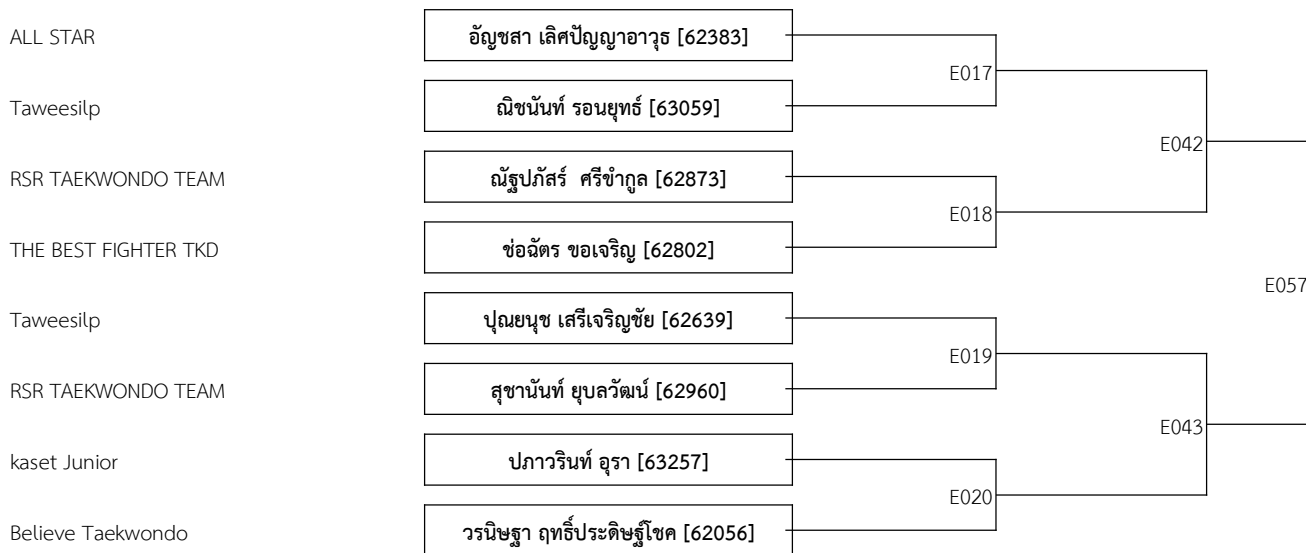 ALL STAR
อัญชสา เลิศปัญญาอาวุธ [62383]
E017
Taweesilp
ณิชนันท์ รอนยุทธ์ [63059]
E042
RSR TAEKWONDO TEAM
ณัฐปภัสร์  ศรีขำกูล [62873]
E018
THE BEST FIGHTER TKD
ช่อฉัตร ขอเจริญ [62802]
E057
Taweesilp
ปุณยนุช เสรีเจริญชัย [62639]
E019
RSR TAEKWONDO TEAM
สุชานันท์ ยุบลวัฒน์ [62960]
E043
kaset Junior
ปภาวรินท์ อุรา [63257]
E020
Believe Taekwondo
วรนิษฐา ฤทธิ์ประดิษฐ์โชค [62056]